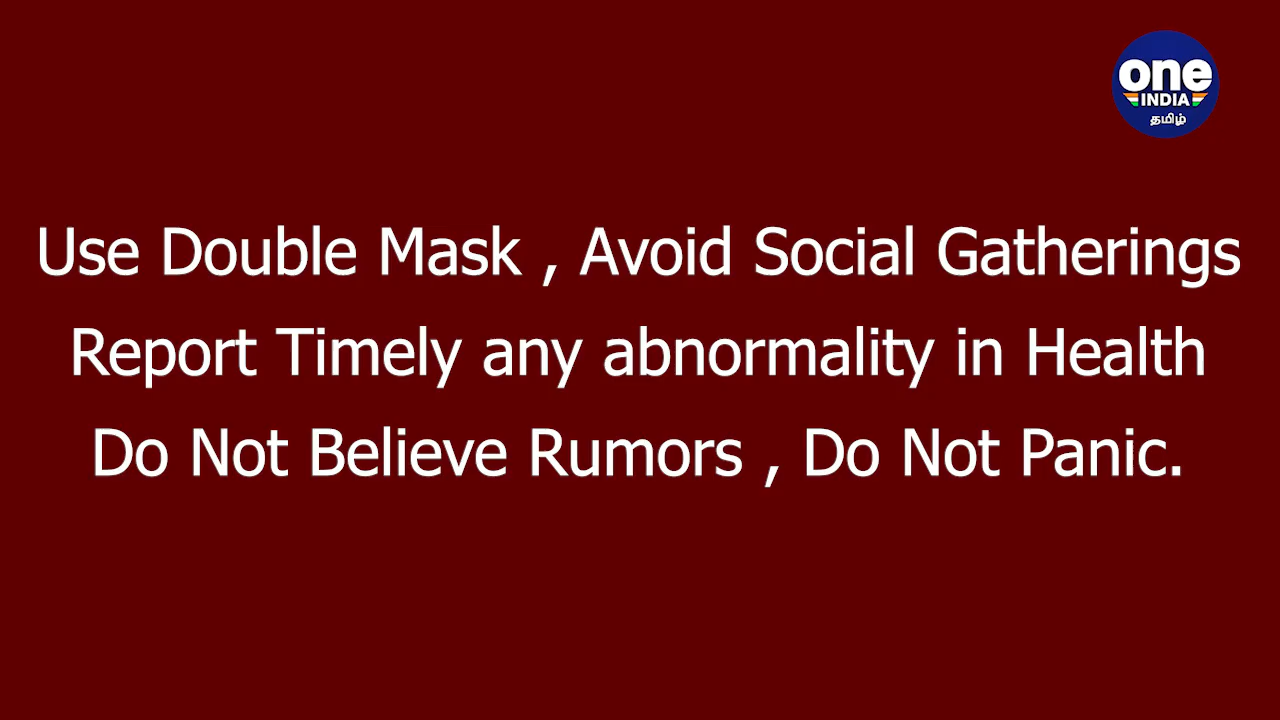 one
INDIA
தமிழ்
Use Double Mask , Avoid Social Gatherings
Report Timely any abnormality in Health
Do Not Believe Rumors , Do Not Panic.